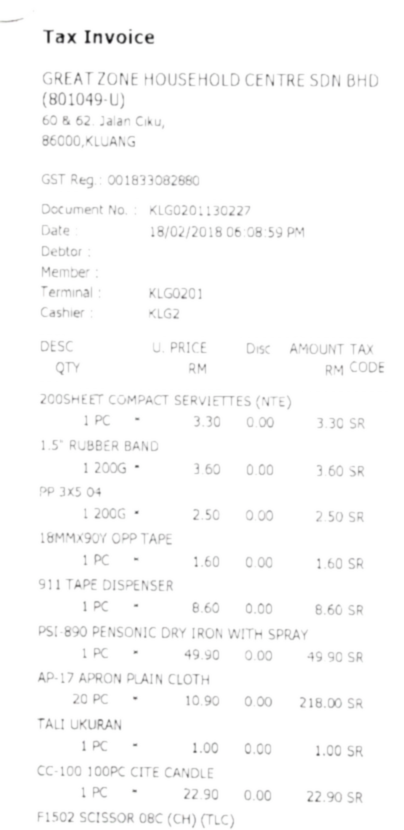 Tax Invoice
GREAT ZONE HOUSEHOLD CENTRE SDN BHD
(801049-U)
60 & 62. Jalan Ciku,
86000,KLUANG
GST Reg.: 001833082880
Document No. : KLG0201130227
Date : 18/02/2018 06:08:59 PM
Debtor :
Member :
Terminal : KLG0201
Cashier : KLG2
DESC U. PRICE Disc AMOUNT TAX
QTY RM RM CODE
200SHEET COMPACT SERVIETTES (NTE)
1 PC * 3.30 0.00 3.30 SR
1.5" RUBBER BAND
1 200G * 3.60 0.00 3.60 SR
PP 3X5 04
1 200G * 2.50 0.00 2.50 SR
18MMX90Y OPP TAPE
1 PC * 1.60 0.00 1.60 SR
911 TAPE DISPENSER
1 PC * 8.60 0.00 8.60 SR
PSI-890 PENSONIC DRY IRON WITH SPRAY
1 PC * 49.90 0.00 49.90 SR
AP-17 APRON PLAIN CLOTH
20 PC * 10.90 0.00 218.00 SR
TALI UKURAN
1 PC * 1.00 0.00 1.00 SR
CC-100 100PC CITE CANDLE
1 PC * 22.90 0.00 22.90 SR
F1502 SCISSOR 08C (CH) (TLC)